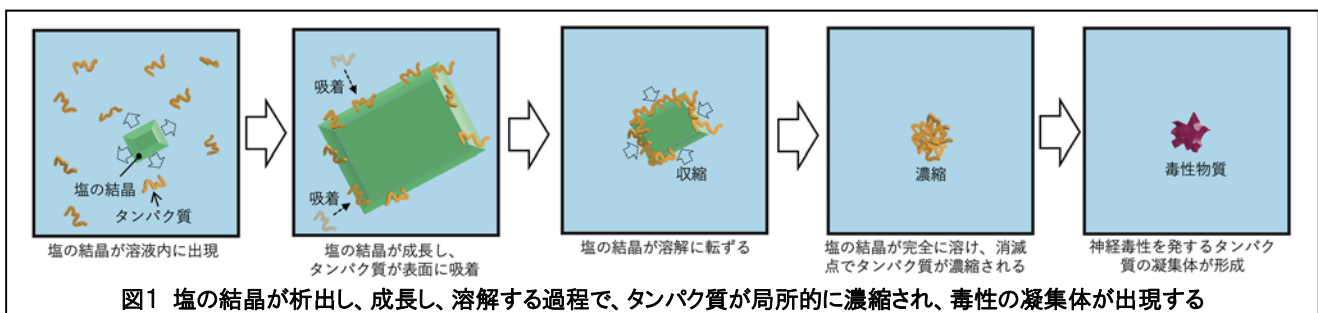 塩の結晶
タンパク質
塩の結晶が溶液内に出現
吸着
吸着
塩の結晶が成長し、
タンパク質が表面に吸着
収縮
塩の結晶が溶解に転ずる
濃縮
塩の結晶が完全に溶け、消滅
点でタンパク質が濃縮される
毒性物質
神経毒性を発するタンパク
質の凝集体が形成
図1 塩の結晶が析出し、成長し、溶解する過程で、タンパク質が局所的に濃縮され、毒性の凝集体が出現する